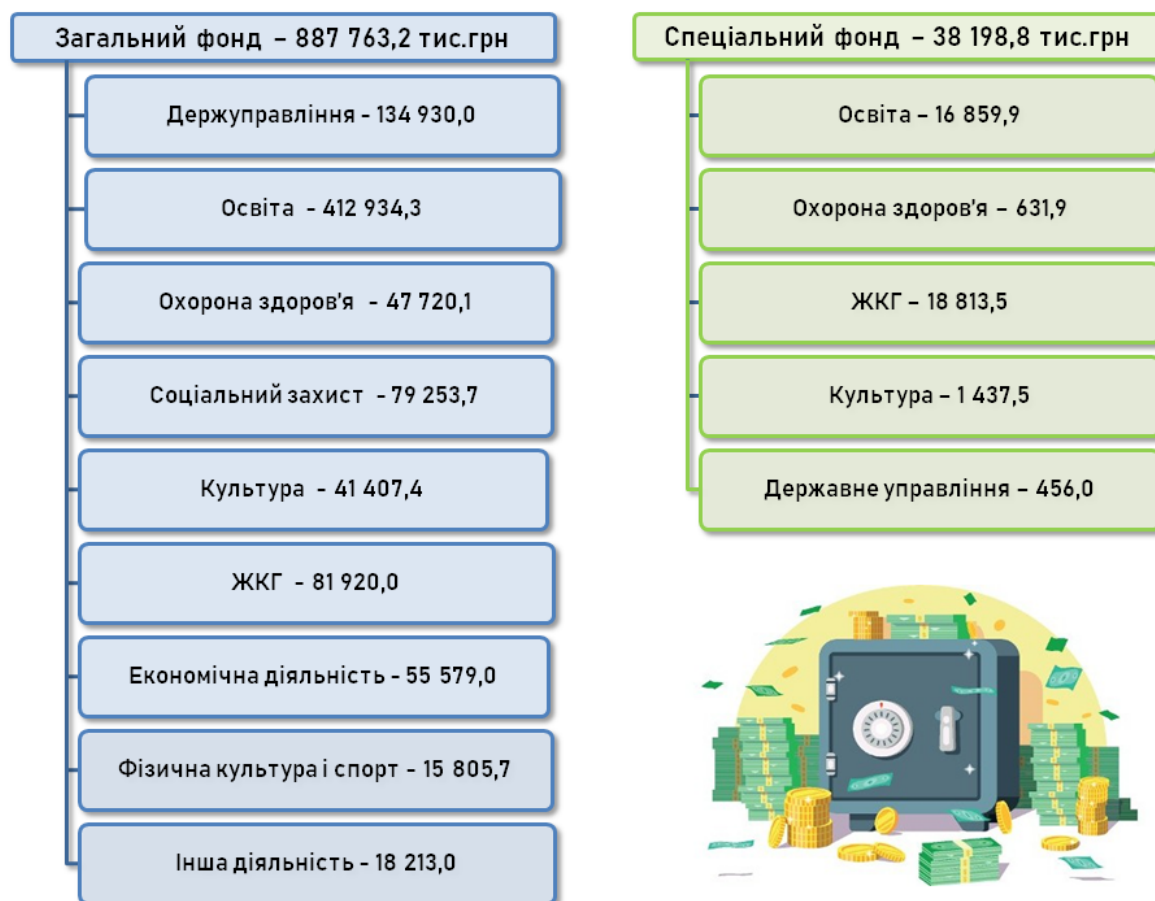 Загальний фонд – 887 763,2 тис.грн
Держуправління - 134 930,0
Освіта - 412 934,3
Охорона здоров'я - 47 720,1
Соціальний захист - 79 253,7
Культура - 41 407,4
ЖКГ - 81 920,0
Економічна діяльність - 55 579,0
Фізична культура і спорт - 15 805,7
Інша діяльність - 18 213,0
Спеціальний фонд – 38 198,8 тис.грн
Освіта – 16 859,9
Охорона здоров'я – 631,9
ЖКГ – 18 813,5
Культура – 1 437,5
Державне управління – 456,0